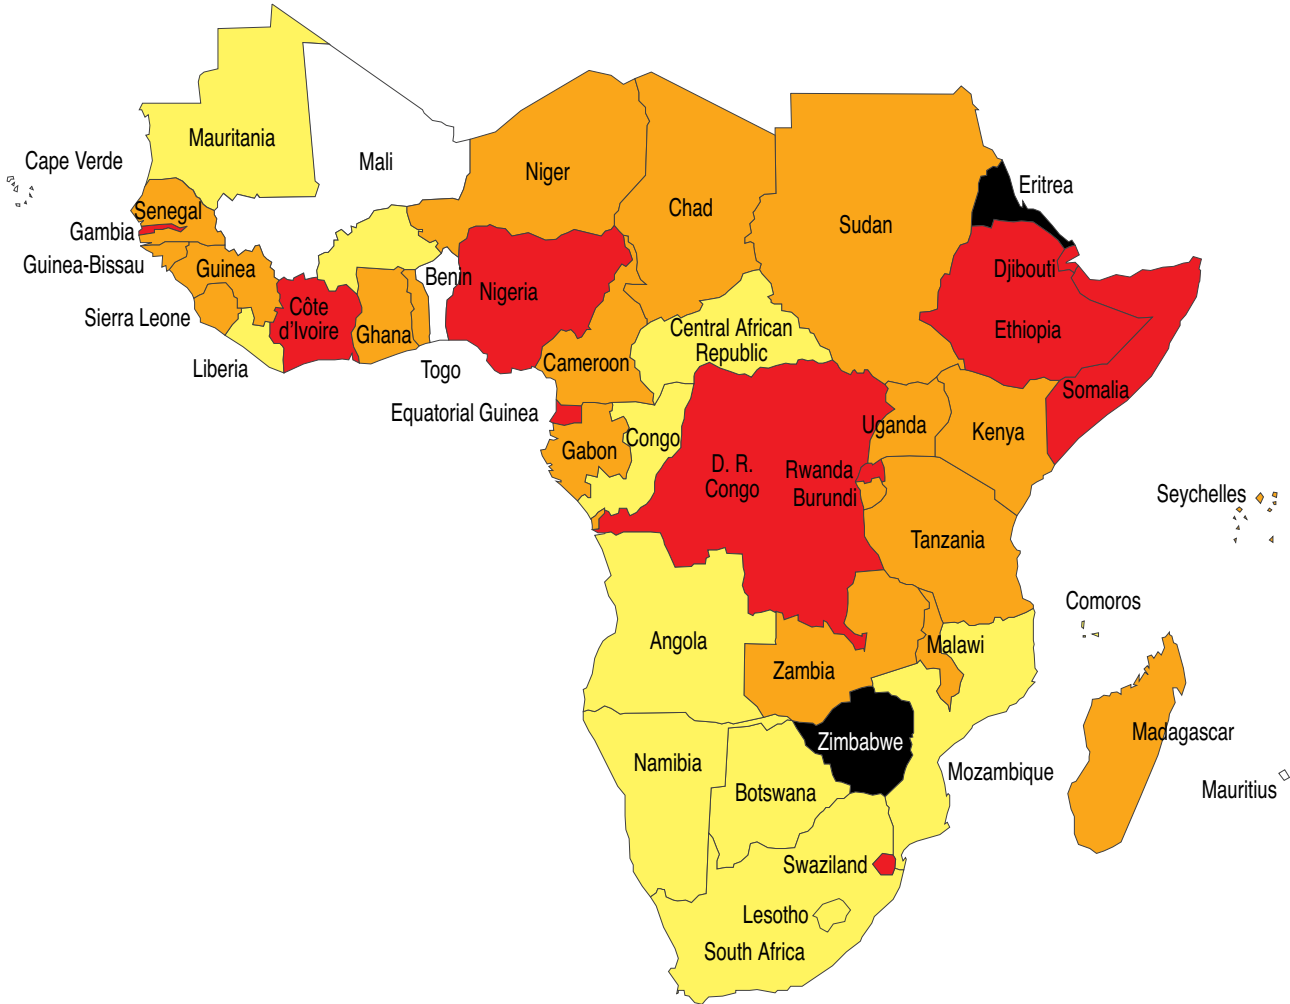 Mauritania
Cape Verde
Mali
Niger
Eritrea
Senegal
Chad
Sudan
Gambia
Guinea-Bissau
Guinea
Benin
Djibouti
Nigeria
Côte
d'Ivoire
Sierra Leone
Ghana
Central African
Republic
Ethiopia
Liberia
Togo
Cameroon
Somalia
Equatorial Guinea
Uganda
Kenya
Congo
Gabon
D. R.
Congo
Rwanda
Burundi
Seychelles
Tanzania
Comoros
Angola
Malawi
Zambia
Madagascar
Zimbabwe
Namibia
Mozambique
Botswana
Mauritius
Swaziland
Lesotho
South Africa